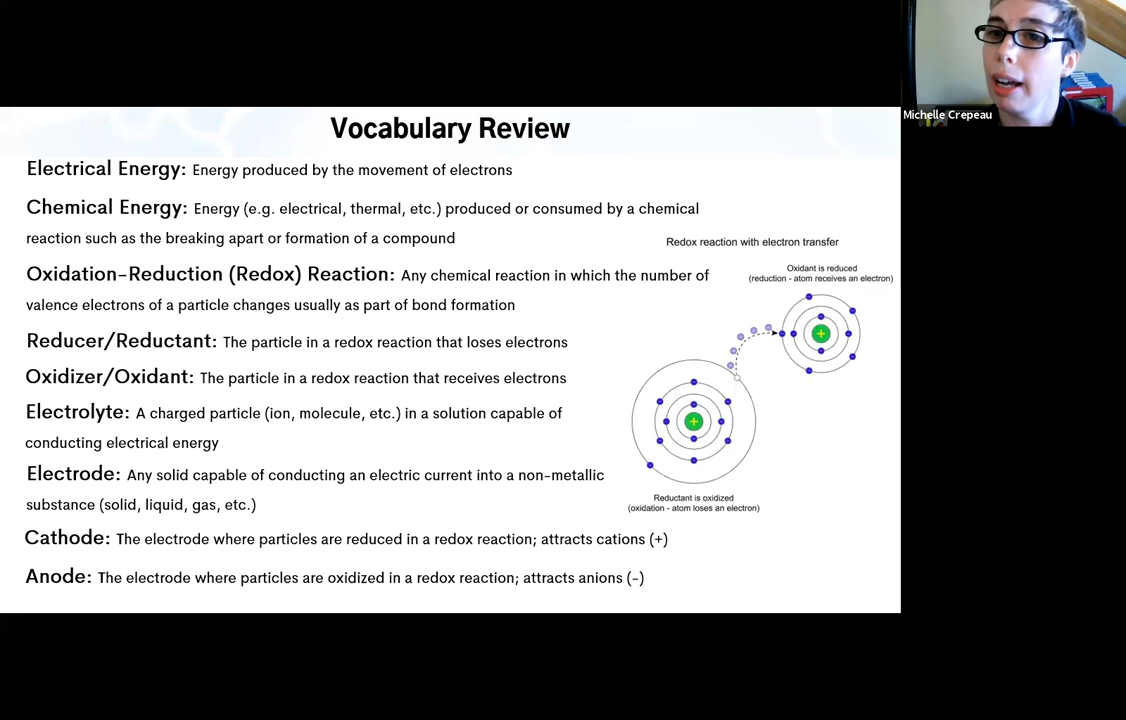 Michelle Crepeau
Vocabulary Review
Electrical Energy: Energy produced by the movement of electrons
Chemical Energy: Energy (e.g. electrical, thermal, etc.) produced or consumed by a chemical
reaction such as the breaking apart or formation of a compound
Oxidation-Reduction (Redox) Reaction: Any chemical reaction in which the number of
valence electrons of a particle changes usually as part of bond formation
Reducer/Reductant: The particle in a redox reaction that loses electrons
Oxidizer/Oxidant: The particle in a redox reaction that receives electrons
Electrolyte: A charged particle (ion, molecule, etc.) in a solution capable of
conducting electrical energy
Electrode: Any solid capable of conducting an electric current into a non-metallic
substance (solid, liquid, gas, etc.)
Cathode: The electrode where particles are reduced in a redox reaction; attracts cations (+)
Anode: The electrode where particles are oxidized in a redox reaction; attracts anions (-)
Redox reaction with electron transfer
Oxidant is reduced
(reduction - atom receives an electron)
+
+
Reductant is oxidized
(oxidation - atom loses an electron)